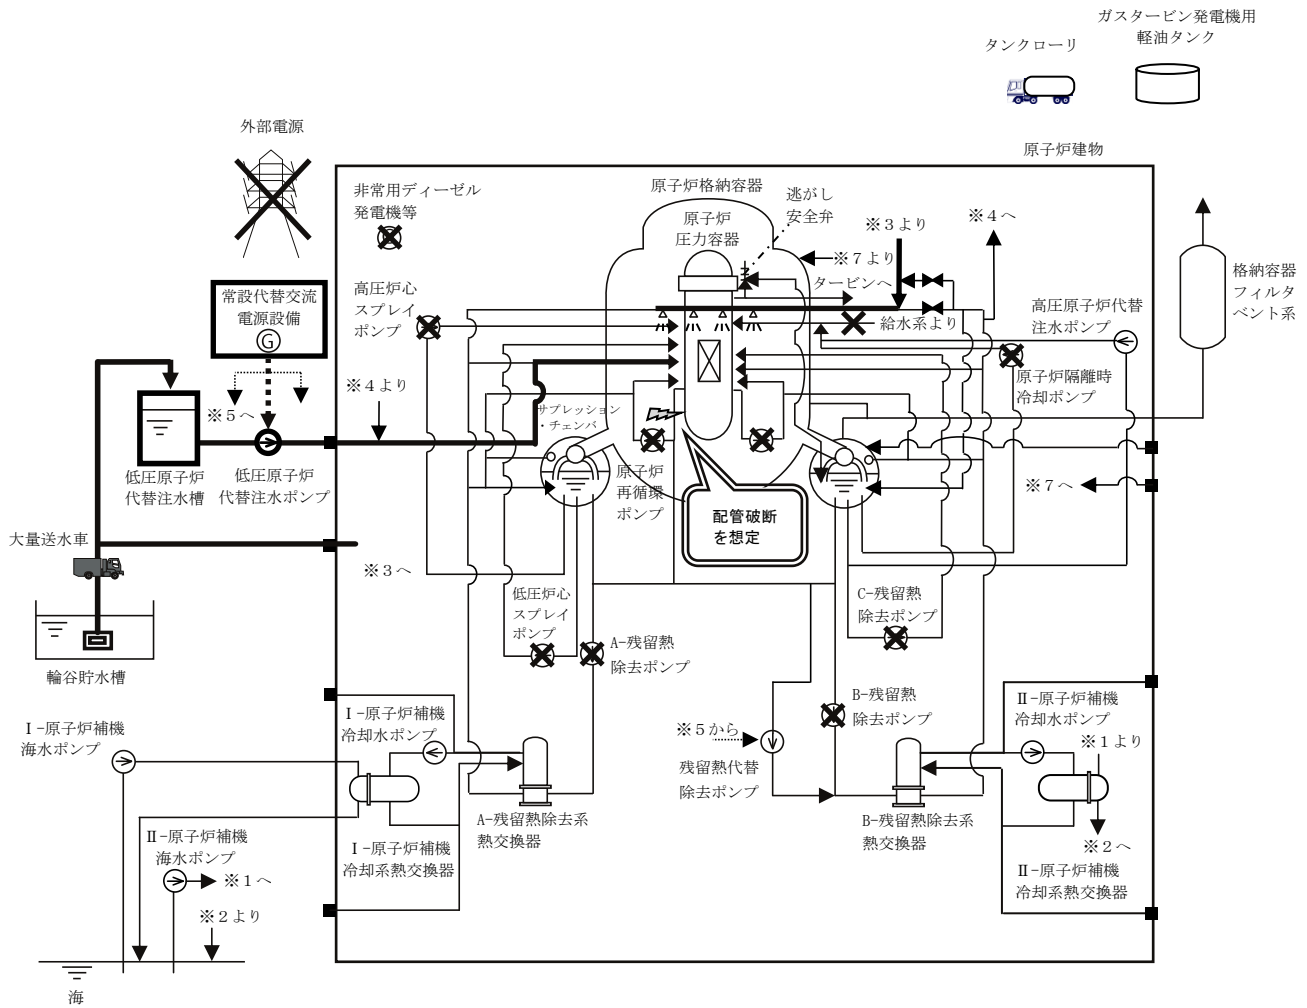 ガスタービン発電機用
軽油タンク
タンクローリ
外部電源
原子炉建物
非常用ディーゼル
発電機等
原子炉格納容器
逃がし
安全弁
原子炉
圧力容器
※3より
※4へ
※7より
タービンへ
格納容器
フィルタ
ベント系
常設代替交流
電源設備
G
高圧炉心
スプレイ
ポンプ
給水系より
高圧原子炉代替
注水ポンプ
原子炉隔離時
冷却ポンプ
※4より
※5へ
サプレッション
・チェンバ
低圧原子炉
代替注水槽
低圧原子炉
代替注水ポンプ
原子炉
再循環
ポンプ
※7へ
配管破断
を想定
大量送水車
※3へ
低圧炉心
スプレイ
ポンプ
C-残留熱
除去ポンプ
A-残留熱
除去ポンプ
輪谷貯水槽
B-残留熱
除去ポンプ
Ⅰ-原子炉補機
海水ポンプ
Ⅰ-原子炉補機
冷却水ポンプ
※5から
残留熱代替
除去ポンプ
Ⅱ-原子炉補機
冷却水ポンプ
※1より
A-残留熱除去系
熱交換器
B-残留熱除去系
熱交換器
Ⅱ-原子炉補機
海水ポンプ
Ⅰ-原子炉補機
冷却系熱交換器
※2へ
※1へ
Ⅱ-原子炉補機
冷却系熱交換器
※2より
海